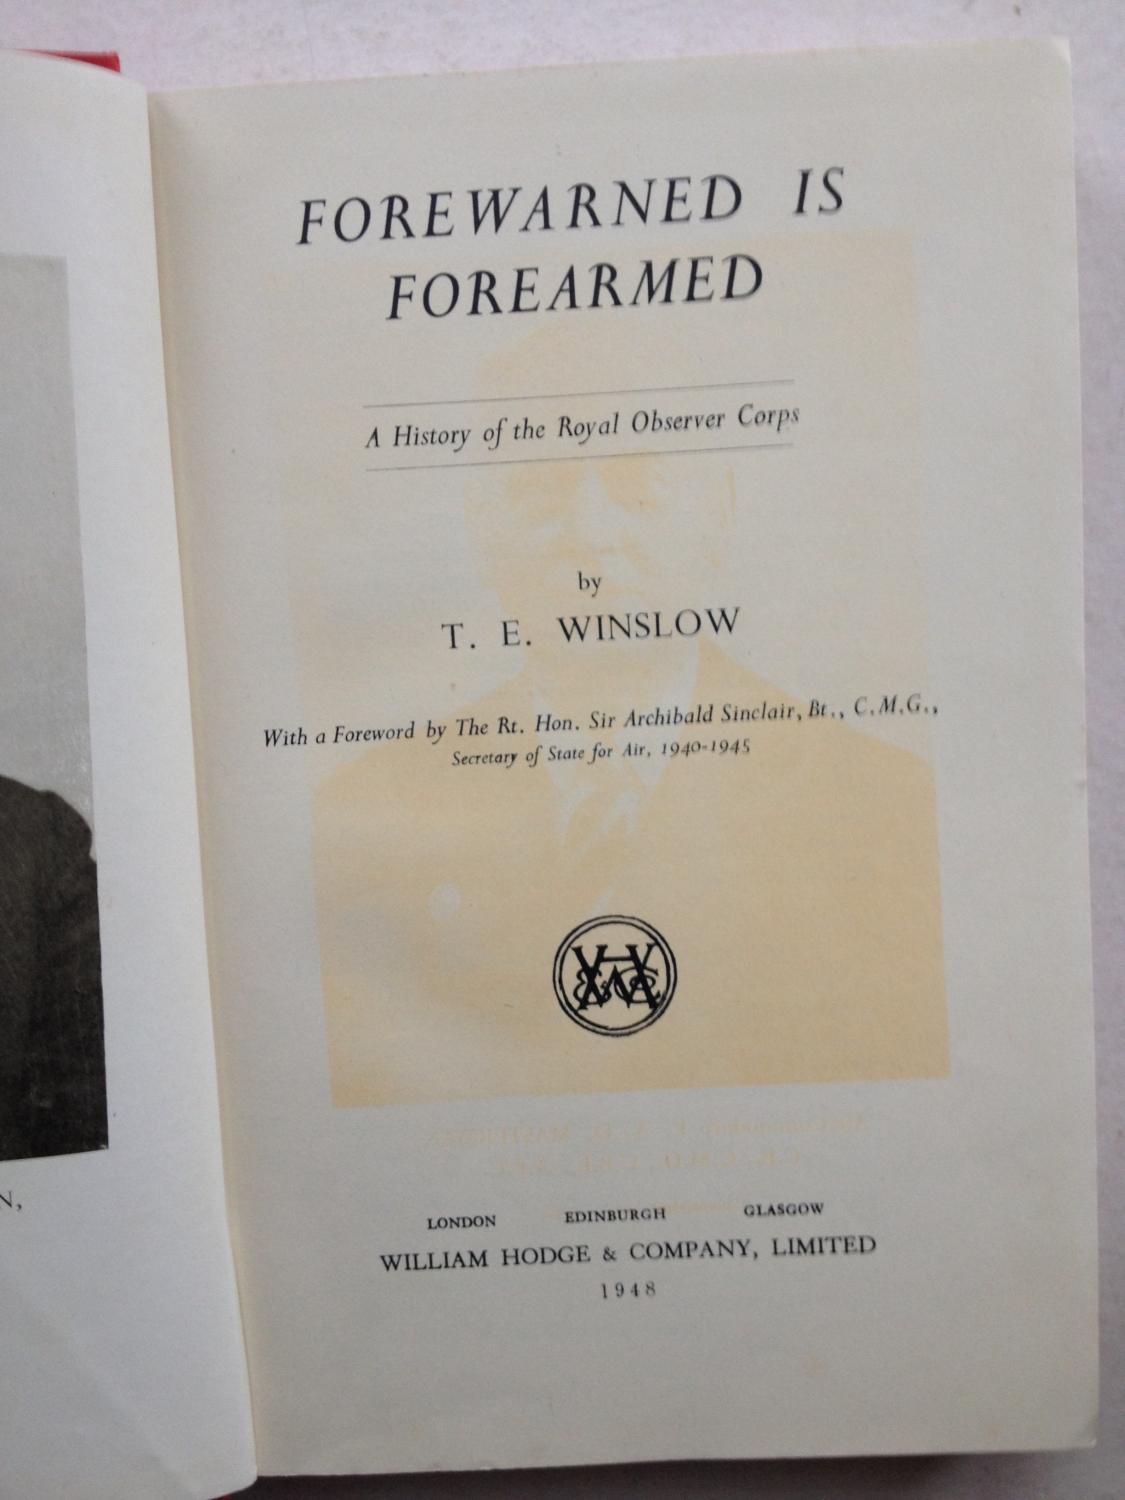 FOREWARNED IS
FOREARMED
A History of the Royal Observer Corps
by
T. E. WINSLOW
With a Foreword by The Rt. Hon. Sir Archibald Sinclair, Bt., C.M.G.,
Secretary of State for Air, 1940-1945
LONDON EDINBURGH GLASGOW
WILLIAM HODGE & COMPANY, LIMITED
1948